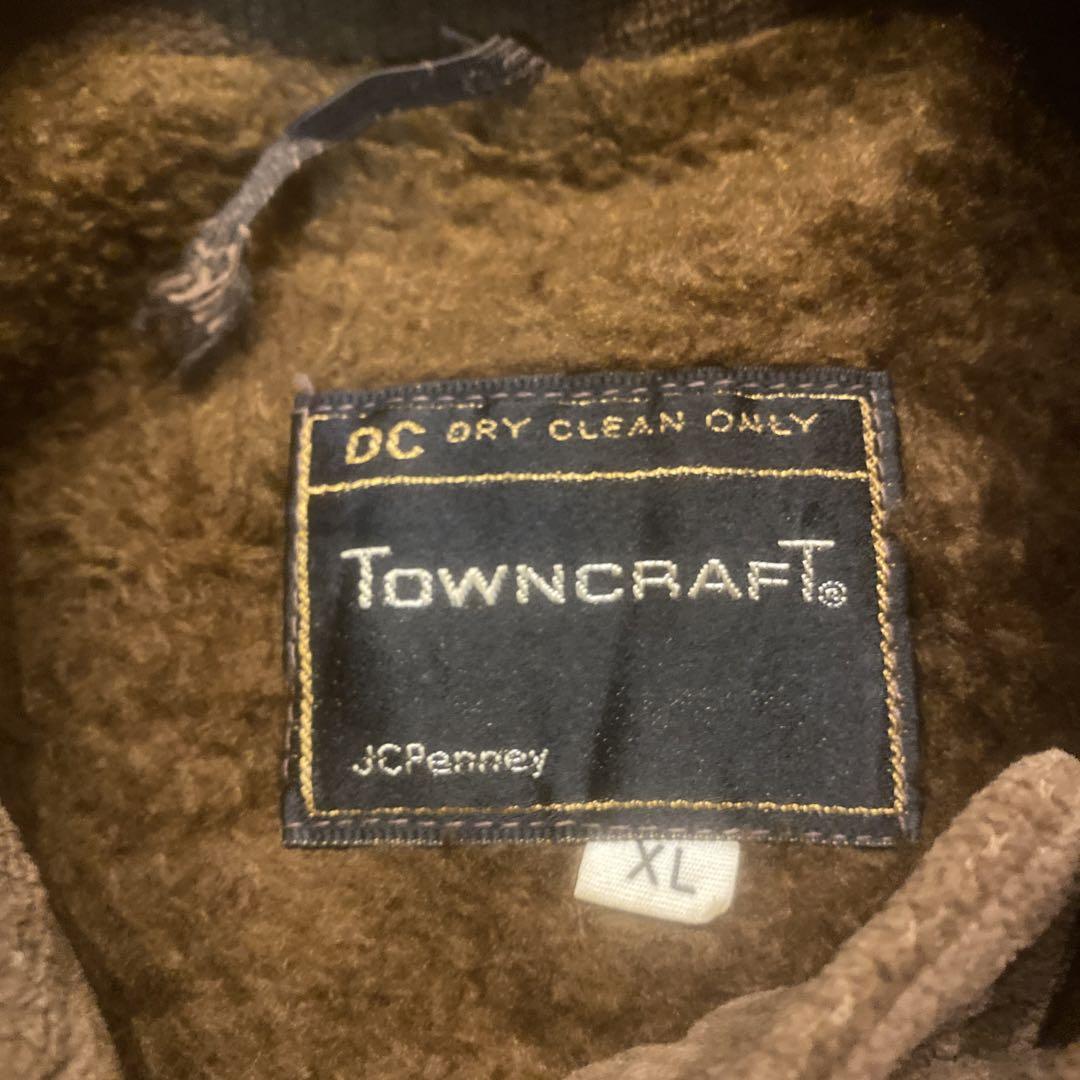 DC DRY CLEAN ONLY
TOWNCRAFT®
JCPenney
XL